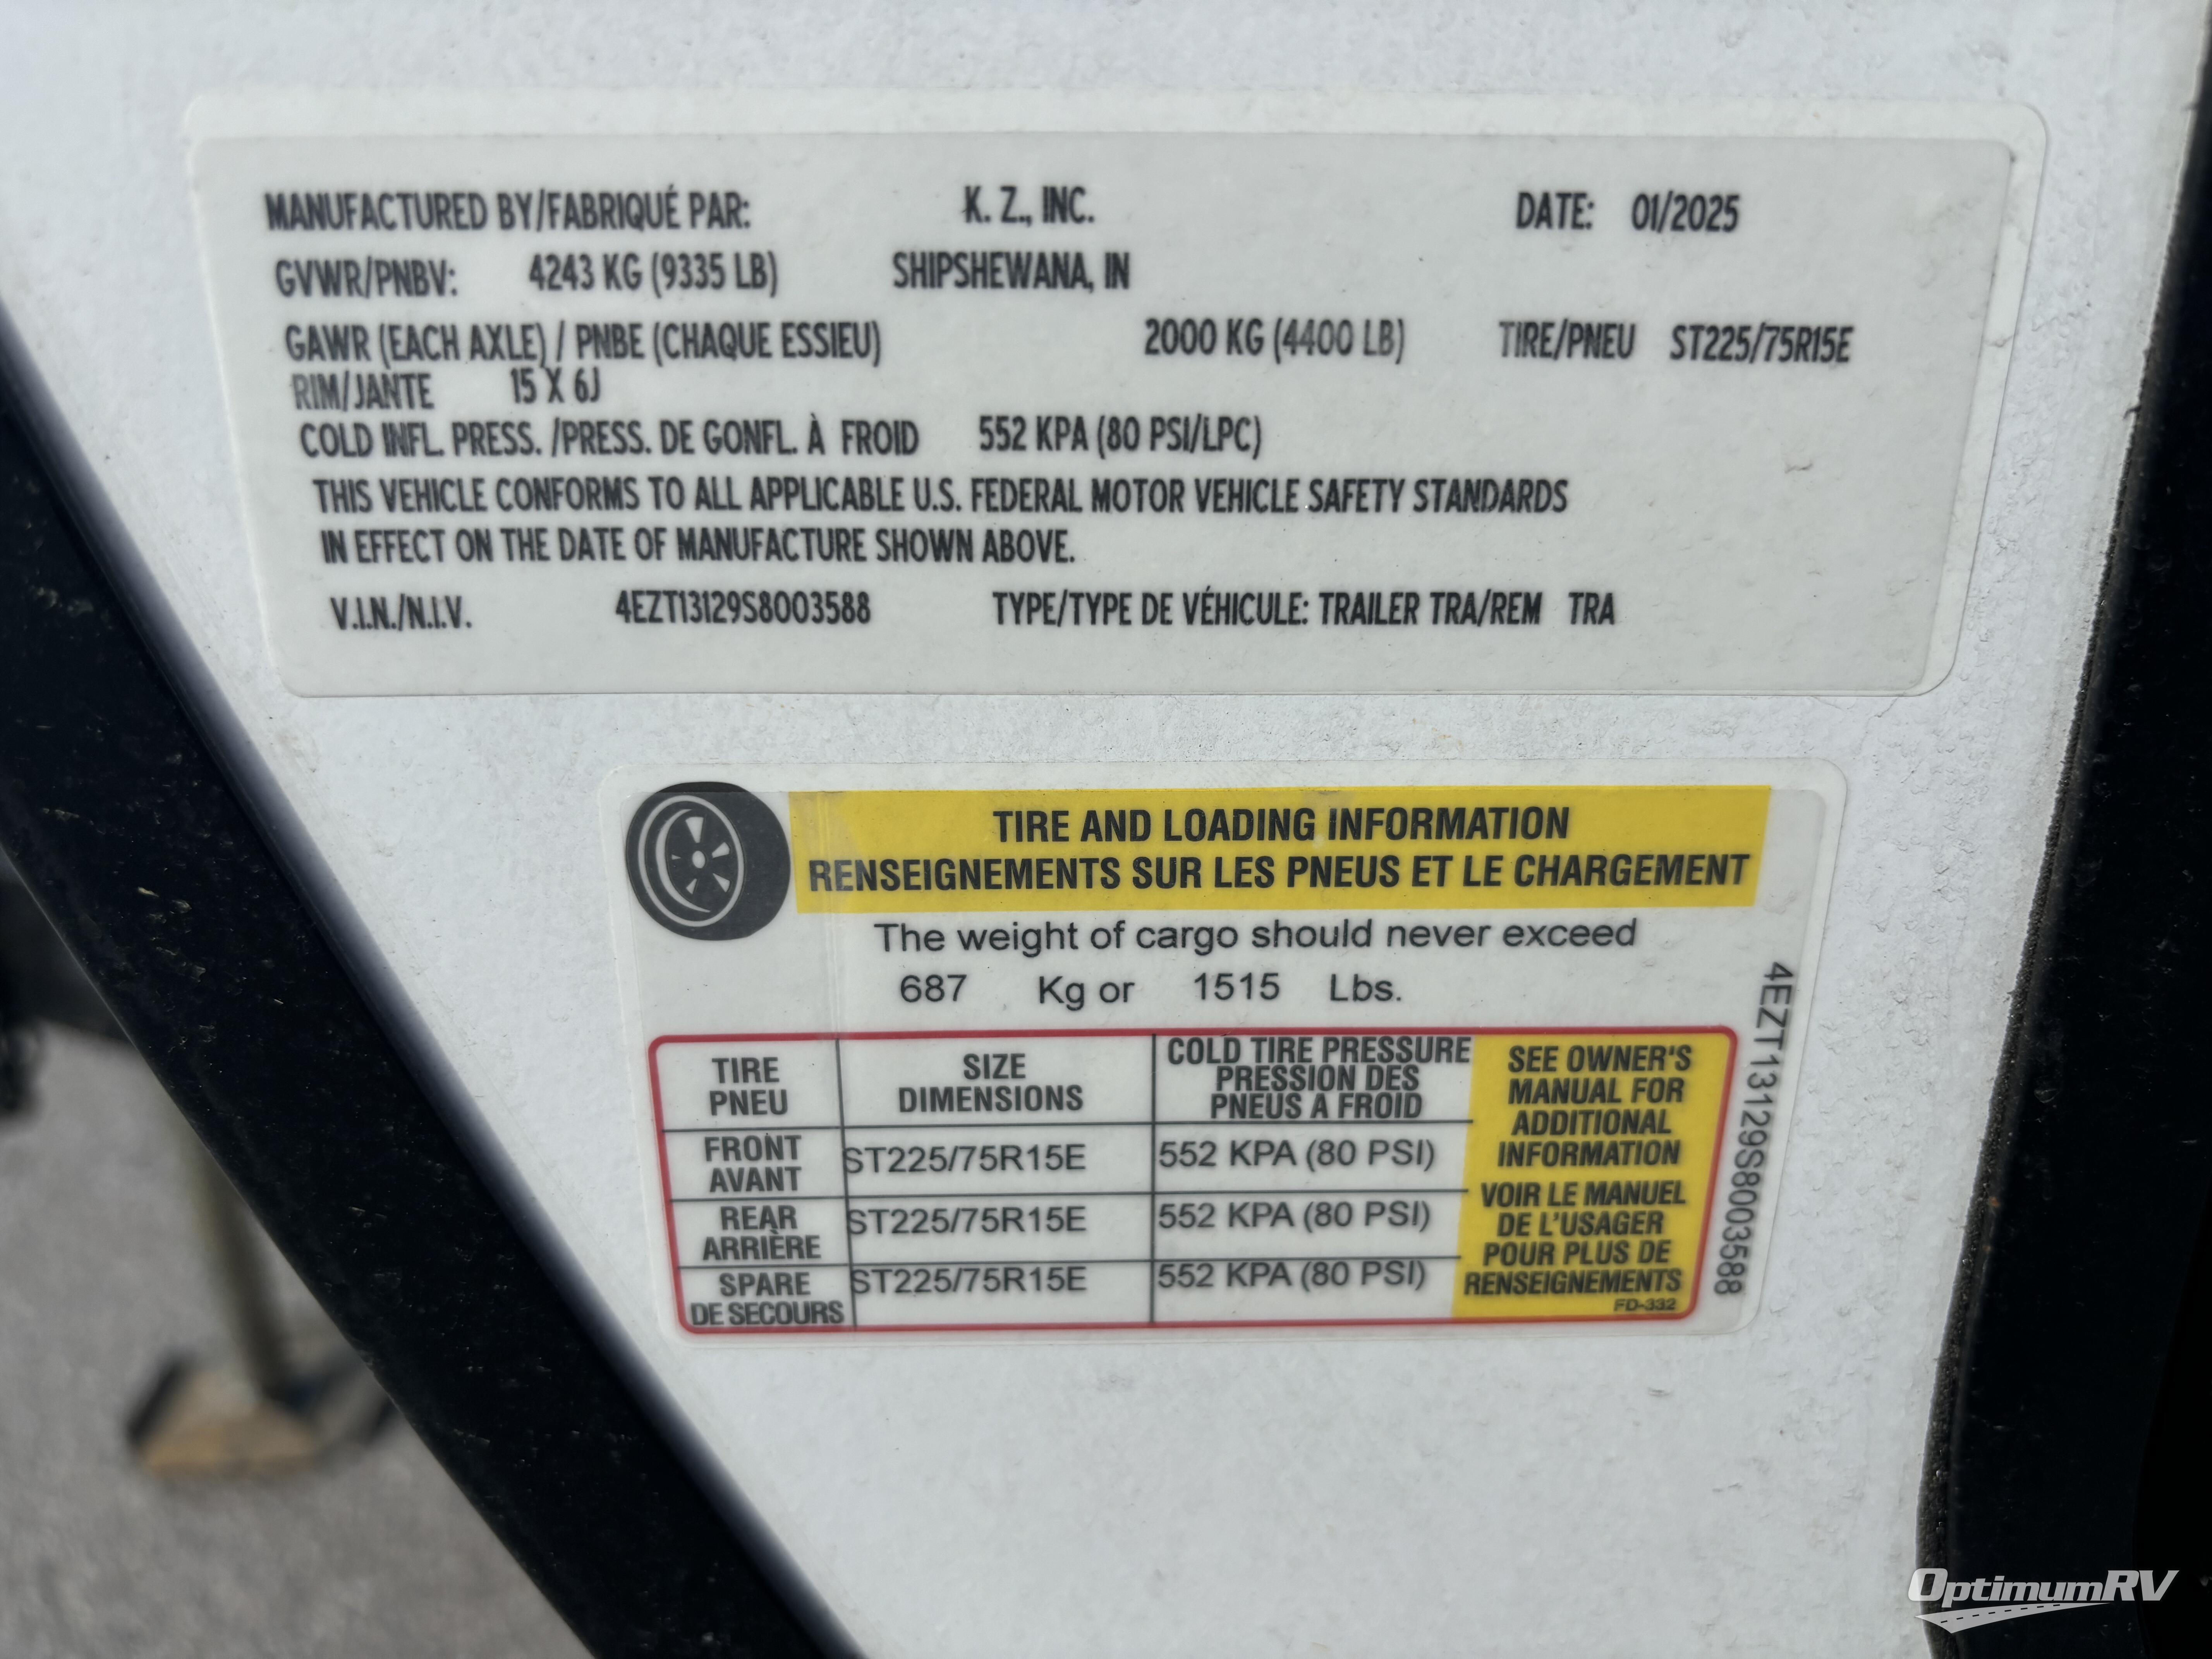 MANUFACTURED BY/FABRIQUÉ PAR: K. Z., INC. DATE: 01/2025
GVWR/PNBV: 4243 KG (9335 LB) SHIPSHEWANA, IN
GAWR (EACH AXLE) / PNBE (CHAQUE ESSIEU) 2000 KG (4400 LB) TIRE/PNEU ST225/75R15E
RIM/JANTE 15 X 6J
COLD INFL. PRESS. /PRESS. DE GONFL. À FROID 552 KPA (80 PSI/LPC)
THIS VEHICLE CONFORMS TO ALL APPLICABLE U.S. FEDERAL MOTOR VEHICLE SAFETY STANDARDS
IN EFFECT ON THE DATE OF MANUFACTURE SHOWN ABOVE.
V.I.N./N.I.V. 4EZT13129S8003588 TYPE/TYPE DE VÉHICULE: TRAILER TRA/REM TRA
TIRE AND LOADING INFORMATION
RENSEIGNEMENTS SUR LES PNEUS ET LE CHARGEMENT
The weight of cargo should never exceed
687 Kg or 1515 Lbs.
TIRE
PNEU
SIZE
DIMENSIONS
COLD TIRE PRESSURE
PRESSION DES
PNEUS A FROID
FRONT
AVANT
ST225/75R15E
552 KPA (80 PSI)
REAR
ARRIÈRE
ST225/75R15E
552 KPA (80 PSI)
SPARE
DE SECOURS
ST225/75R15E
552 KPA (80 PSI)
SEE OWNER'S
MANUAL FOR
ADDITIONAL
INFORMATION
VOIR LE MANUEL
DE L'USAGER
POUR PLUS DE
RENSEIGNEMENTS
FD-332
4EZT13129S8003588
OptimumRV